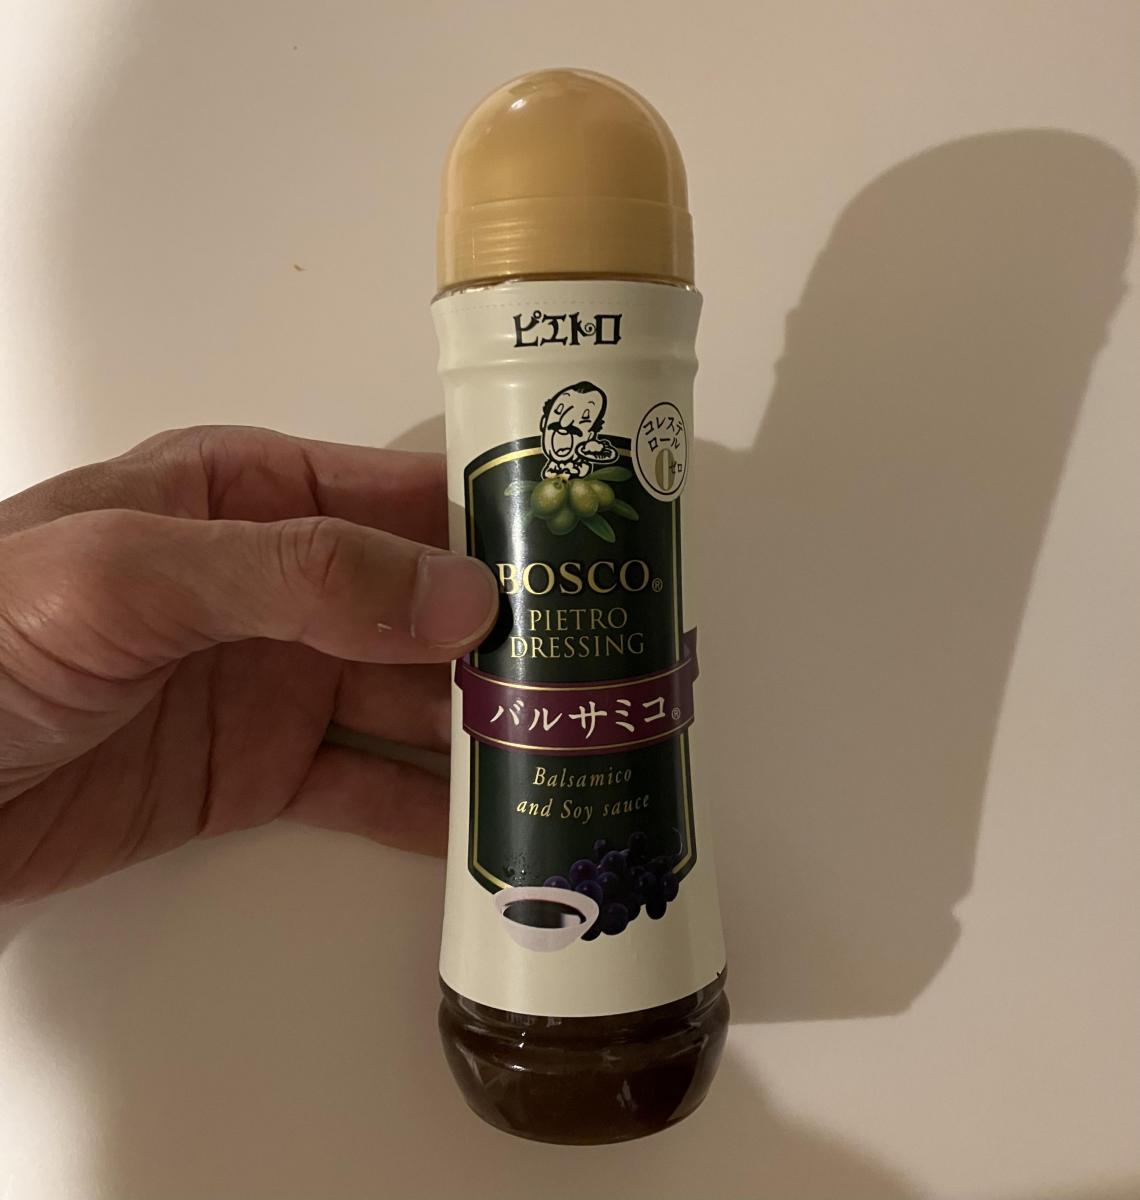 ピエトロ
コレステ
ロール
0ゼロ
BOSCO®
PIETRO
DRESSING
バルサミコ®
Balsamico
and Soy sauce